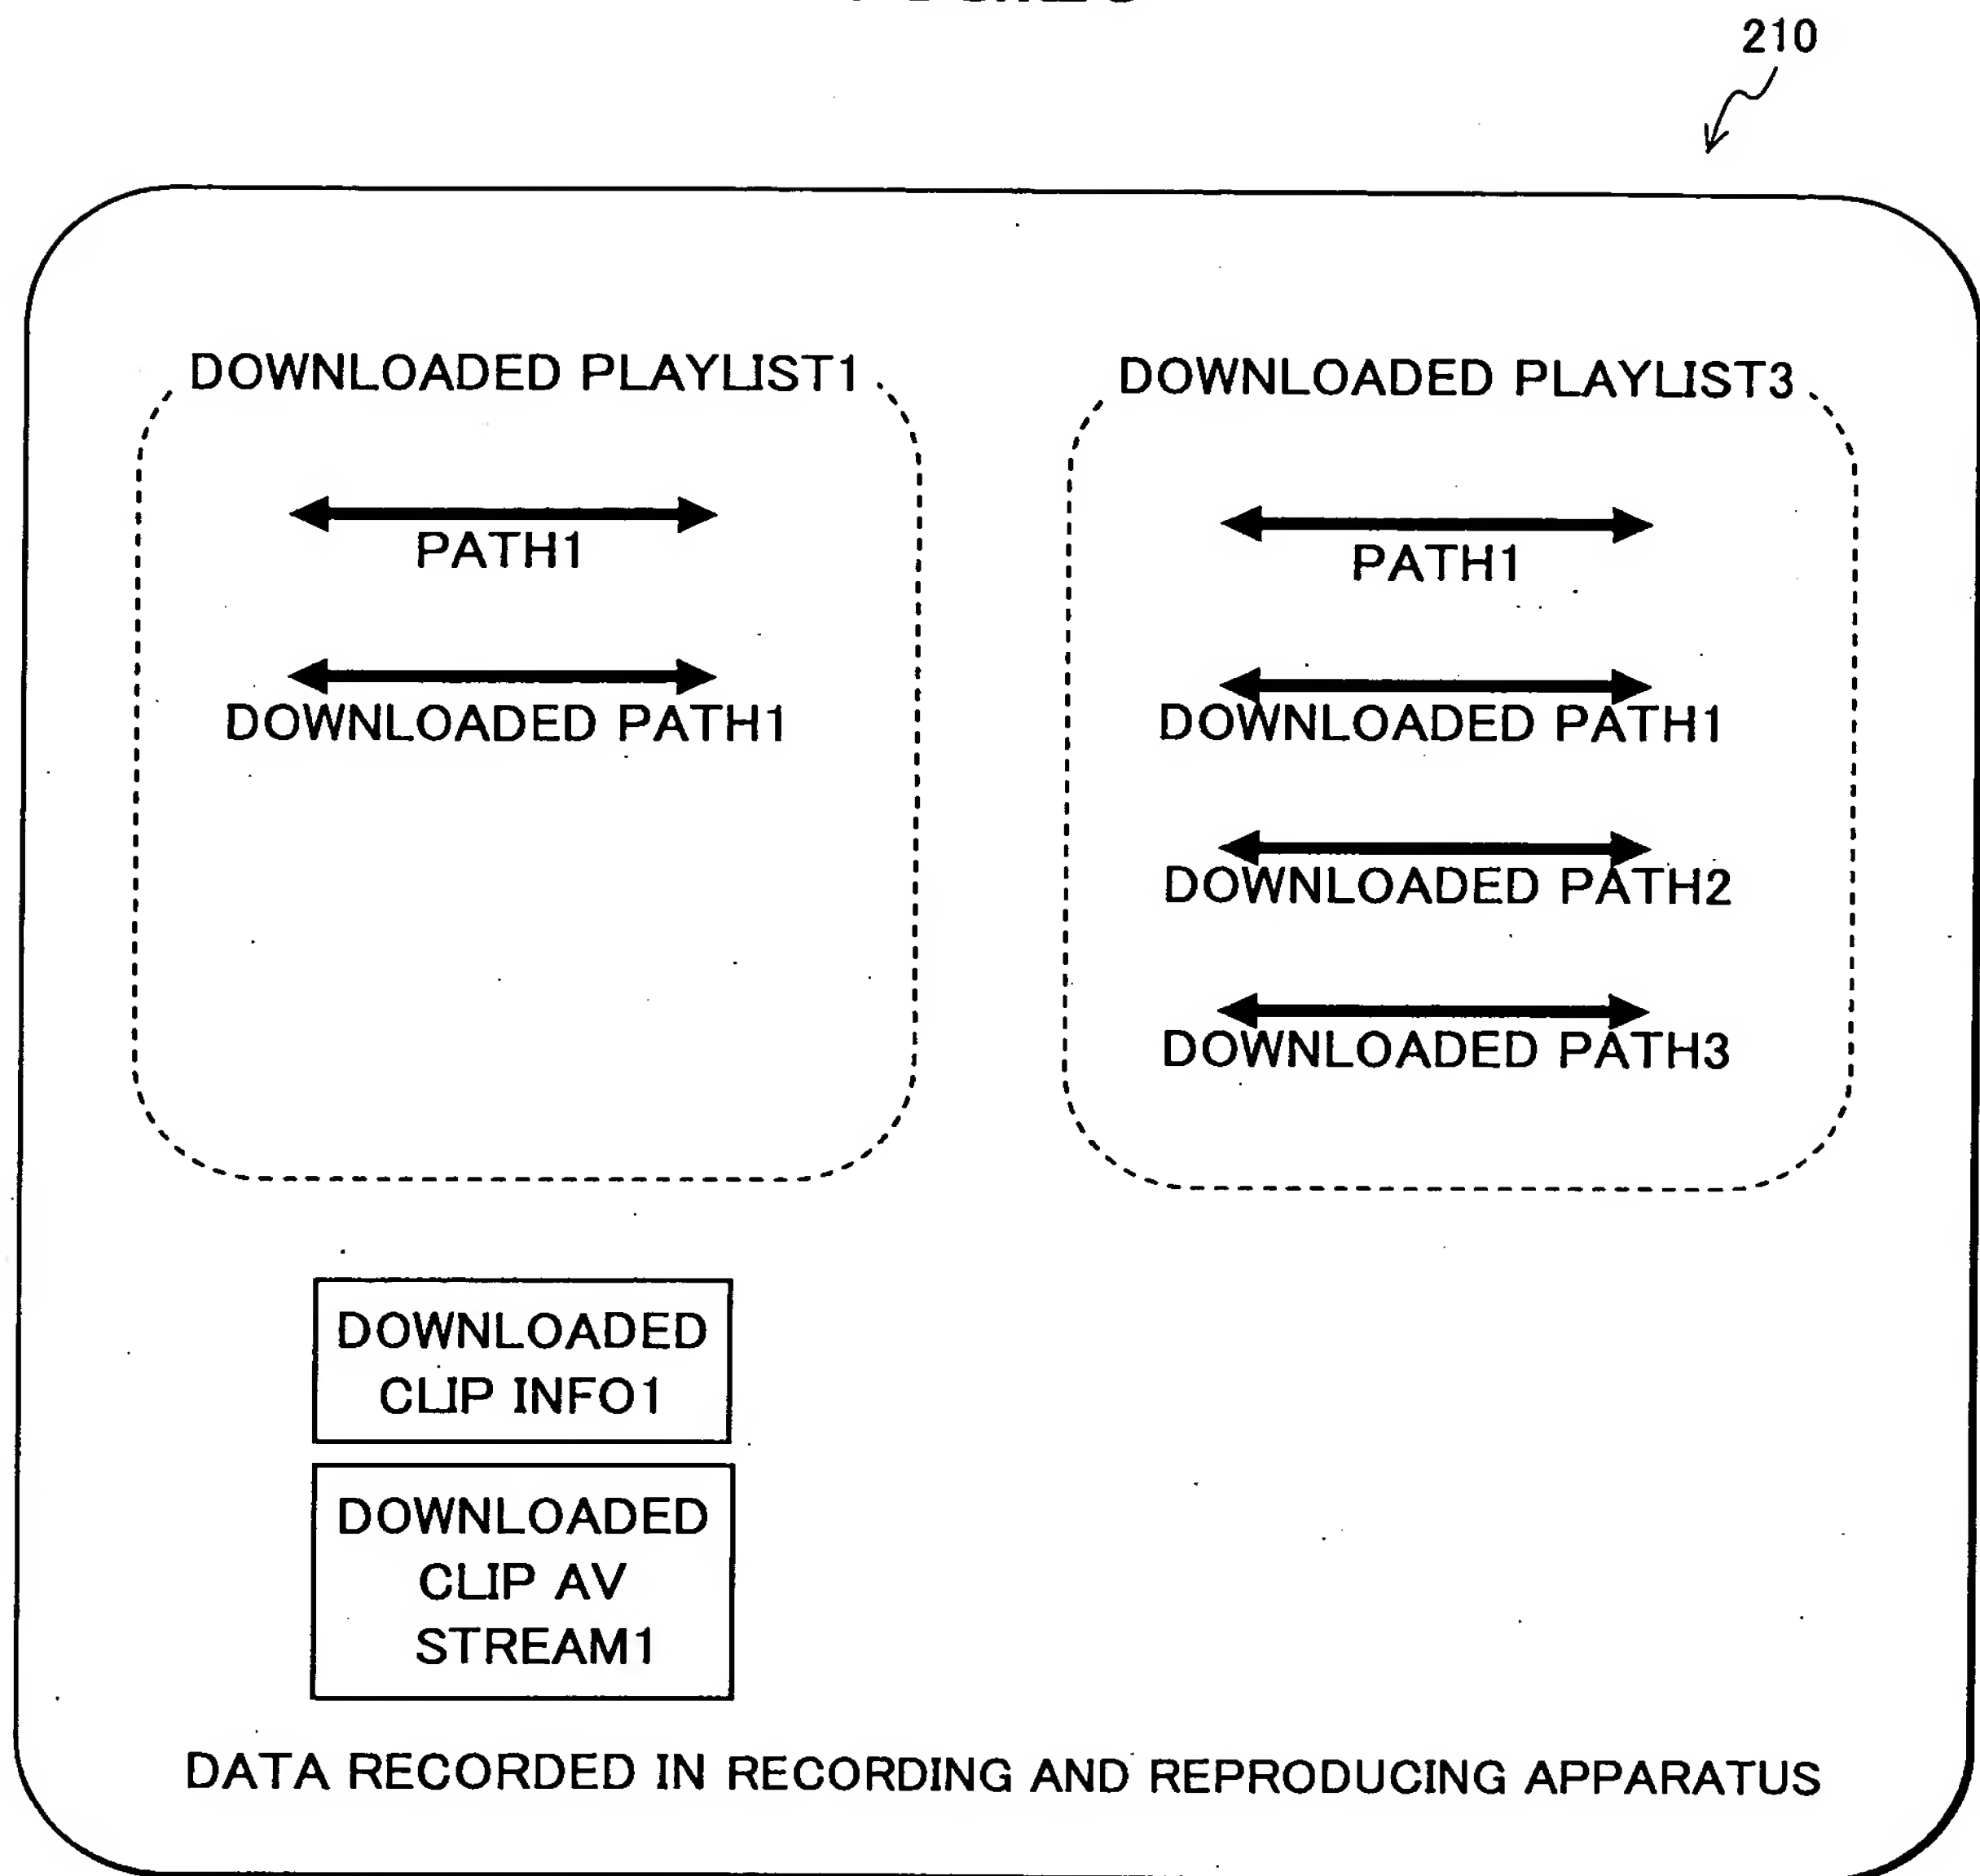 210
DOWNLOADED PLAYLIST1
PATH1
DOWNLOADED PATH1
DOWNLOADED PLAYLIST3
PATH1
DOWNLOADED PATH1
DOWNLOADED PATH2
DOWNLOADED PATH3
DOWNLOADED
CLIP INFO1
DOWNLOADED
CLIP AV
STREAM1
DATA RECORDED IN RECORDING AND REPRODUCING APPARATUS